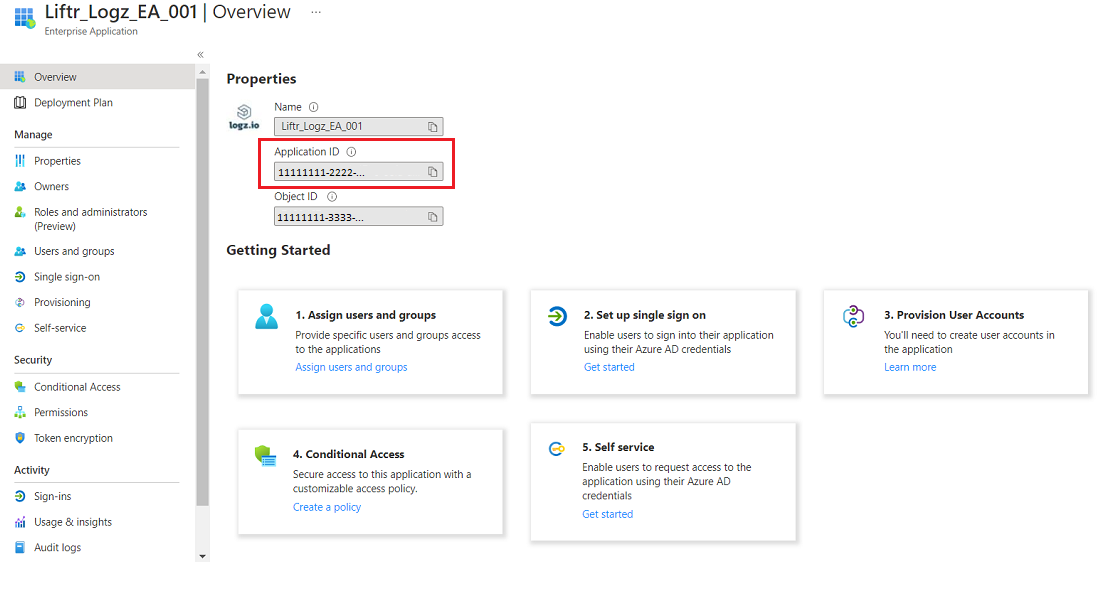 Liftr_Logz_EA_001 | Overview ...
Enterprise Application
«
Overview
Deployment Plan
Manage
Properties
Owners
Roles and administrators
(Preview)
Users and groups
Single sign-on
Provisioning
Self-service
Security
Conditional Access
Permissions
Token encryption
Activity
Sign-ins
Usage & insights
Audit logs
Properties
logz.io
Name
Liftr_Logz_EA_001
Application ID
11111111-2222-...
Object ID
11111111-3333-...
Getting Started
1. Assign users and groups
Provide specific users and groups access
to the applications
Assign users and groups
2. Set up single sign on
Enable users to sign into their application
using their Azure AD credentials
Get started
3. Provision User Accounts
You'll need to create user accounts in
the application
Learn more
4. Conditional Access
Secure access to this application with a
customizable access policy.
Create a policy
5. Self service
Enable users to request access to the
application using their Azure AD
credentials
Get started